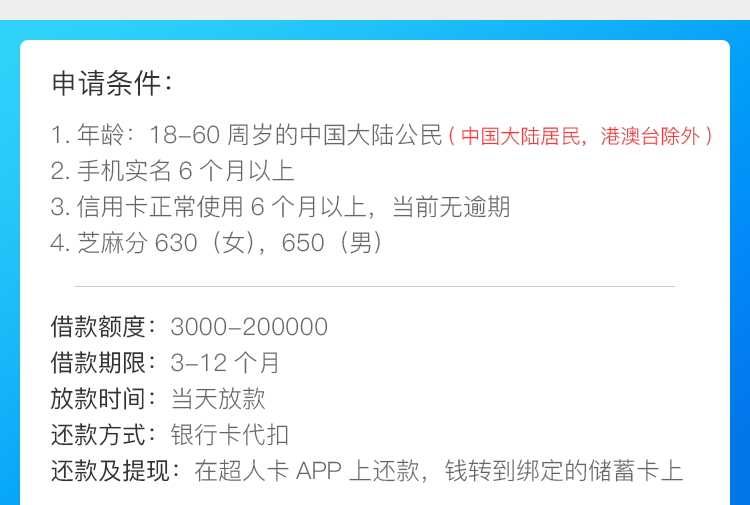 申请条件：
1. 年龄：18-60 周岁的中国大陆公民 ( 中国大陆居民，港澳台除外 )
2. 手机实名 6 个月以上
3. 信用卡正常使用 6 个月以上，当前无逾期
4. 芝麻分 630（女），650（男）
借款额度：3000-200000
借款期限：3-12 个月
放款时间：当天放款
还款方式：银行卡代扣
还款及提现：在超人卡 APP 上还款，钱转到绑定的储蓄卡上